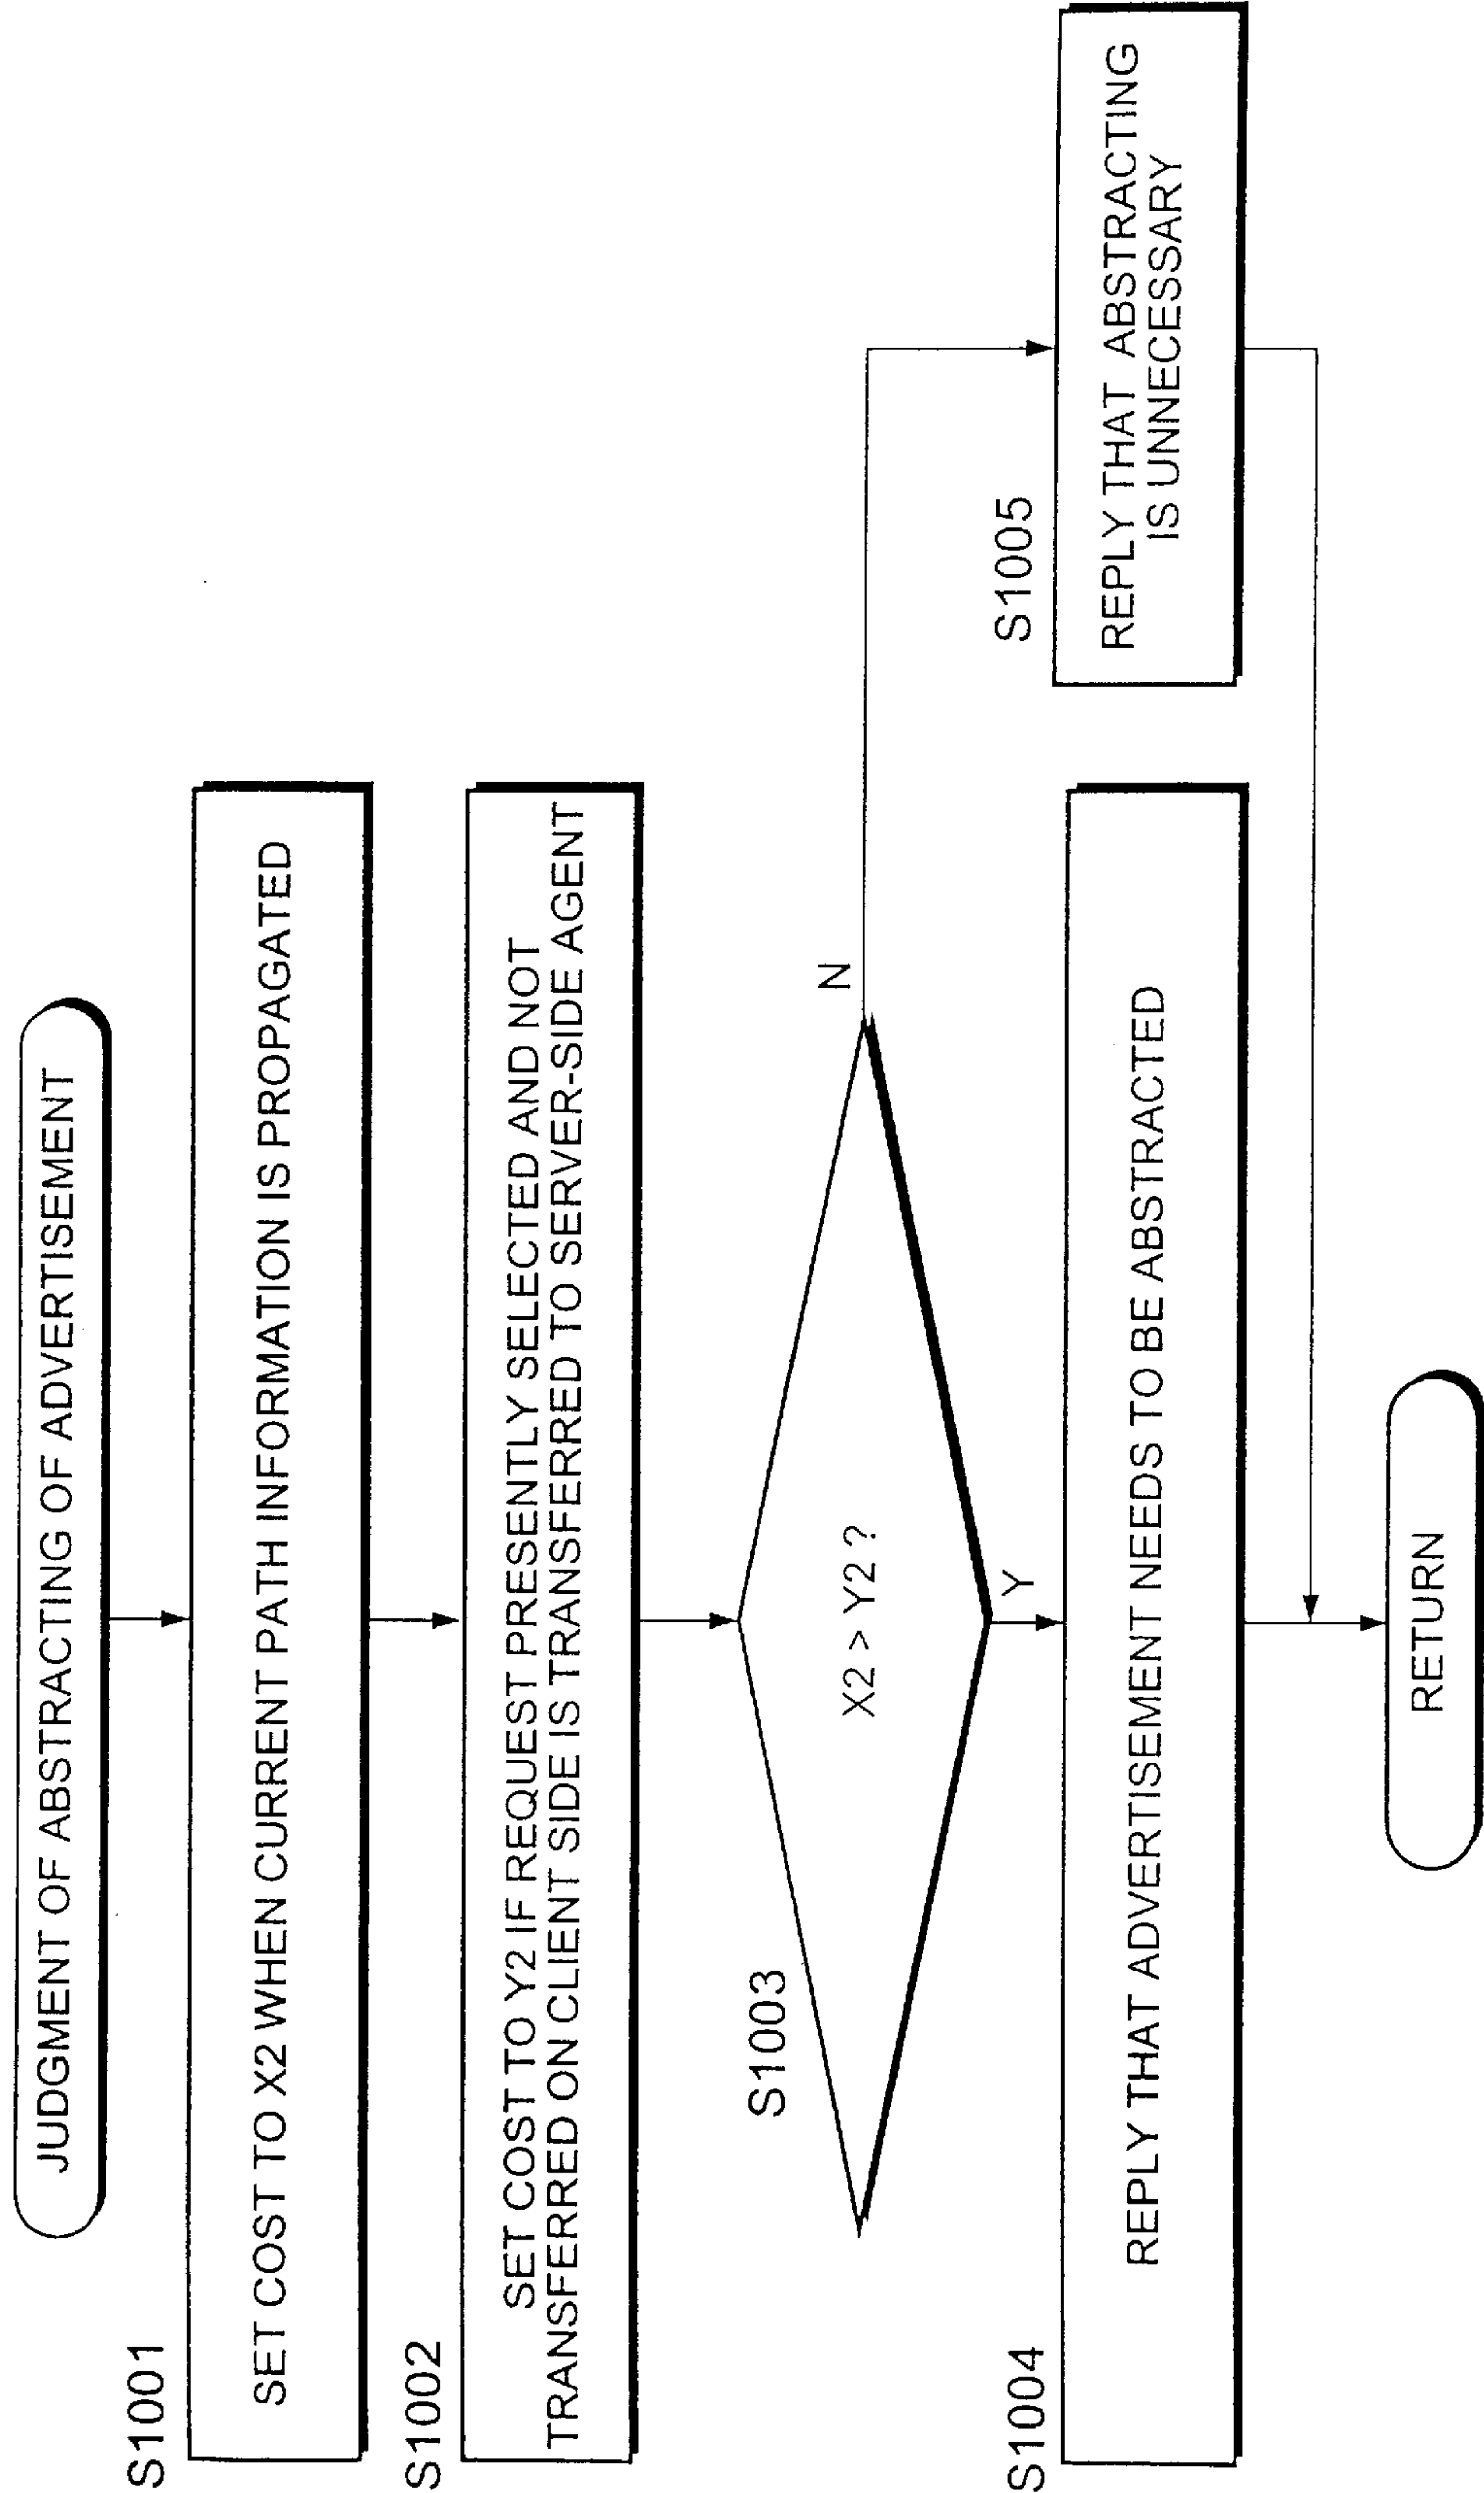 JUDGMENT OF ABSTRACTING OF ADVERTISEMENT
S1001
SET COST TO X2 WHEN CURRENT PATH INFORMATION IS PROPAGATED
S1002
SET COST TO Y2 IF REQUEST PRESENTLY SELECTED AND NOT
TRANSFERRED ON CLIENT SIDE IS TRANSFERRED TO SERVER-SIDE AGENT
S1003
X2 > Y2 ?
N
Y
S1004
REPLY THAT ADVERTISEMENT NEEDS TO BE ABSTRACTED
S1005
REPLY THAT ABSTRACTING
IS UNNECESSARY
RETURN